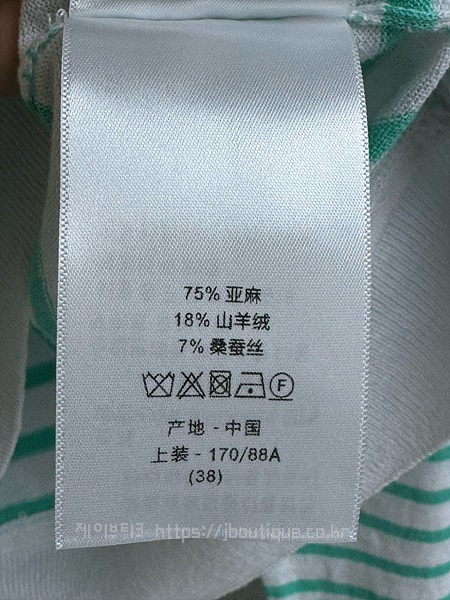 75% 亚麻
18% 山羊绒
7% 桑蚕丝
F
产地 - 中国
上装 - 170/88A
(38)
제이부티크 https://jboutique.co.kr